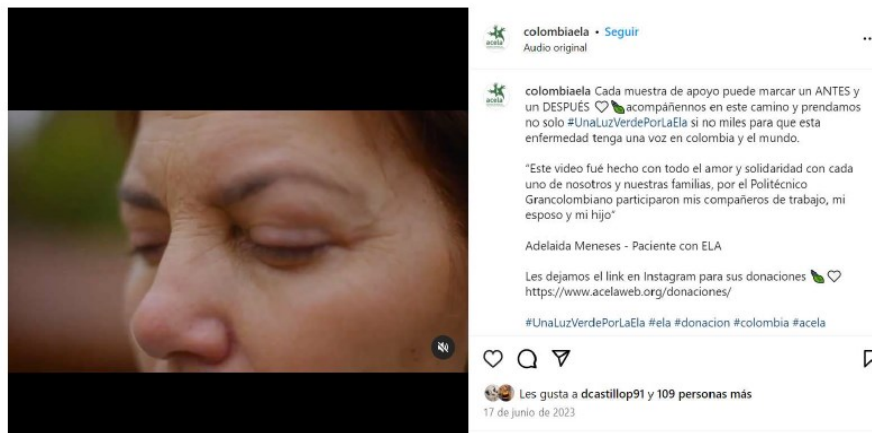 colombiaela • Seguir
Audio original
acela
colombiaela Cada muestra de apoyo puede marcar un ANTES y
un DESPUÉS ♡ acompáñennos en este camino y prendamos
no solo #UnaLuzVerdePorLaEla si no miles para que esta
enfermedad tenga una voz en colombia y el mundo.
"Este video fué hecho con todo el amor y solidaridad con cada
uno de nosotros y nuestras familias, por el Politécnico
Grancolombiano participaron mis compañeros de trabajo, mi
esposo y mi hijo"
Adelaida Meneses - Paciente con ELA
Les dejamos el link en Instagram para sus donaciones ♡
https://www.acelaweb.org/donaciones/
#UnaLuzVerdePorLaEla #ela #donacion #colombia #acela
Les gusta a dcastillop91 y 109 personas más
17 de junio de 2023